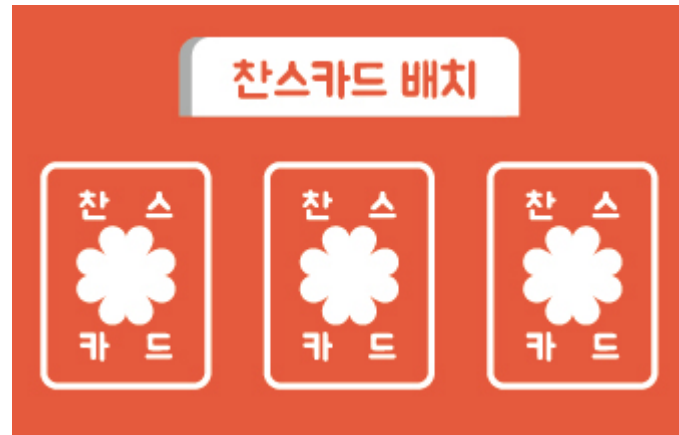 찬스카드 배치
찬 스 찬 스 찬 스
카 드 카 드 카 드